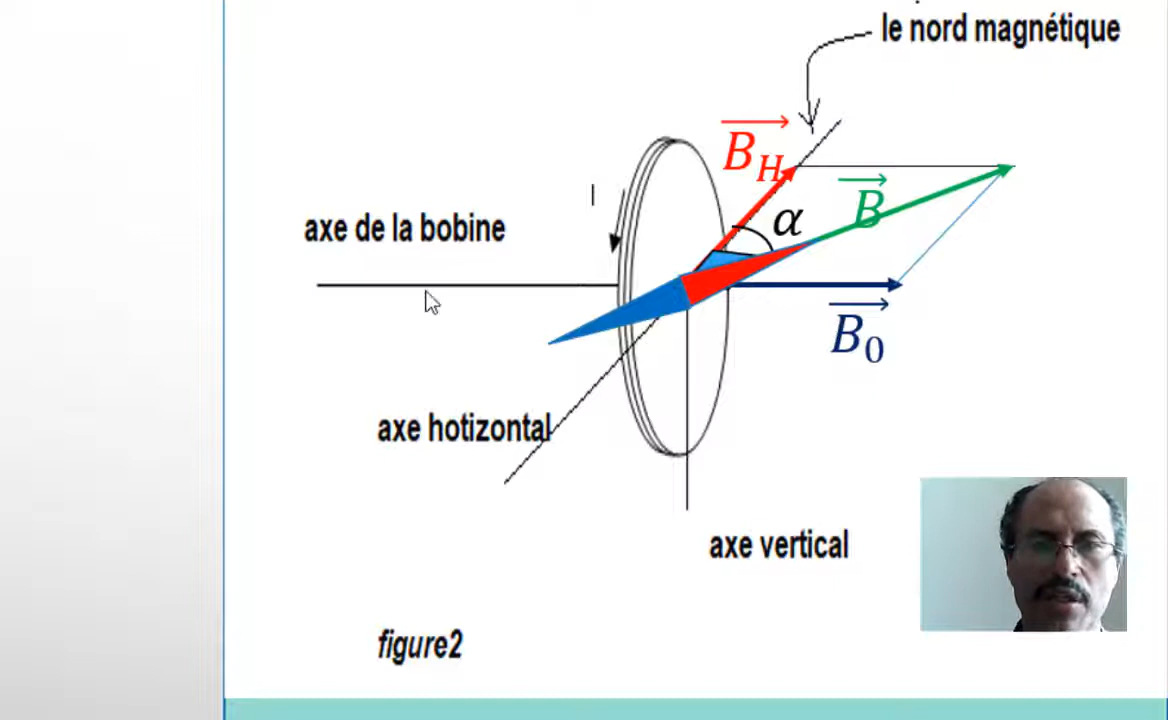 le nord magnétique
B_H
B
α
I
axe de la bobine
B_0
axe hotizontal
axe vertical
figure2